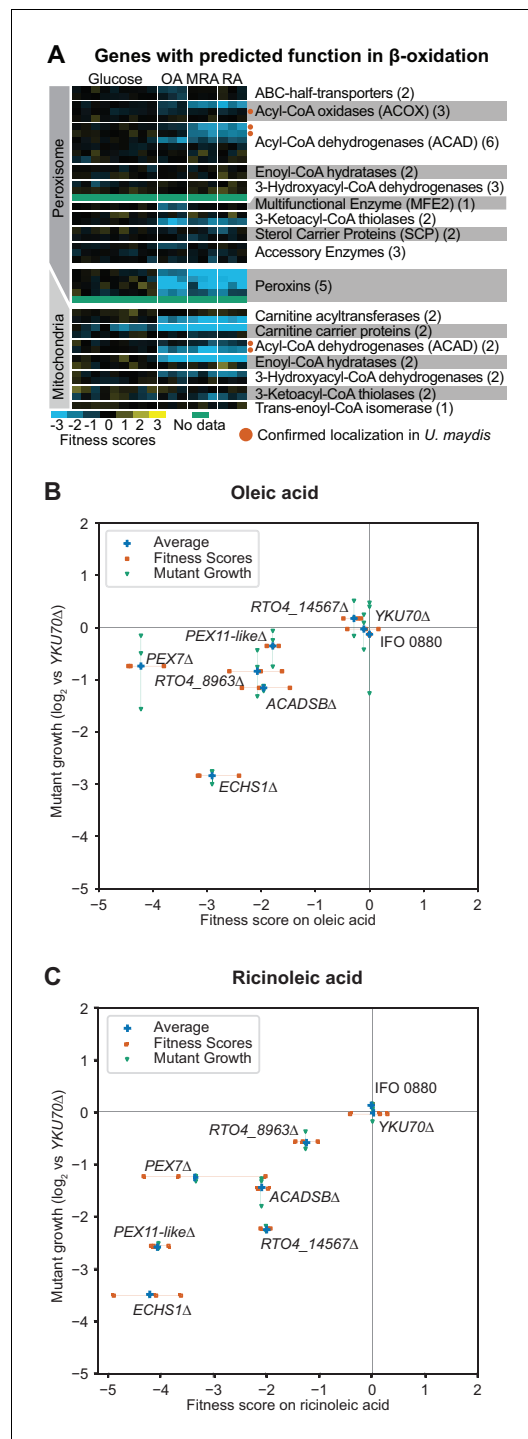 A Genes with predicted function in β-oxidation
Glucose OA MRA RA
Peroxisome
ABC-half-transporters (2)
Acyl-CoA oxidases (ACOX) (3)
Acyl-CoA dehydrogenases (ACAD) (6)
Enoyl-CoA hydratases (2)
3-Hydroxyacyl-CoA dehydrogenases (3)
Multifunctional Enzyme (MFE2) (1)
3-Ketoacyl-CoA thiolases (2)
Sterol Carrier Proteins (SCP) (2)
Accessory Enzymes (3)
Peroxins (5)
Mitochondria
Carnitine acyltransferases (2)
Carnitine carrier proteins (2)
Acyl-CoA dehydrogenases (ACAD) (2)
Enoyl-CoA hydratases (2)
3-Hydroxyacyl-CoA dehydrogenases (2)
3-Ketoacyl-CoA thiolases (2)
Trans-enoyl-CoA isomerase (1)
-3 -2 -1 0 1 2 3 No data
Fitness scores
Confirmed localization in U. maydis
B Oleic acid
Average
Fitness Scores
Mutant Growth
RTO4_14567Δ
YKU70Δ
IFO 0880
PEX11-likeΔ
PEX7Δ
RTO4_8963Δ
ACADSBΔ
ECHS1Δ
2
1
0
−1
−2
−3
−4
−5
Mutant growth (log2 vs YKU70Δ)
−5 −4 −3 −2 −1 0 1 2
Fitness score on oleic acid
C Ricinoleic acid
Average
Fitness Scores
Mutant Growth
IFO 0880
YKU70Δ
RTO4_8963Δ
PEX7Δ
ACADSBΔ
PEX11-likeΔ
RTO4_14567Δ
ECHS1Δ
2
1
0
−1
−2
−3
−4
−5
Mutant growth (log2 vs YKU70Δ)
−5 −4 −3 −2 −1 0 1 2
Fitness score on ricinoleic acid